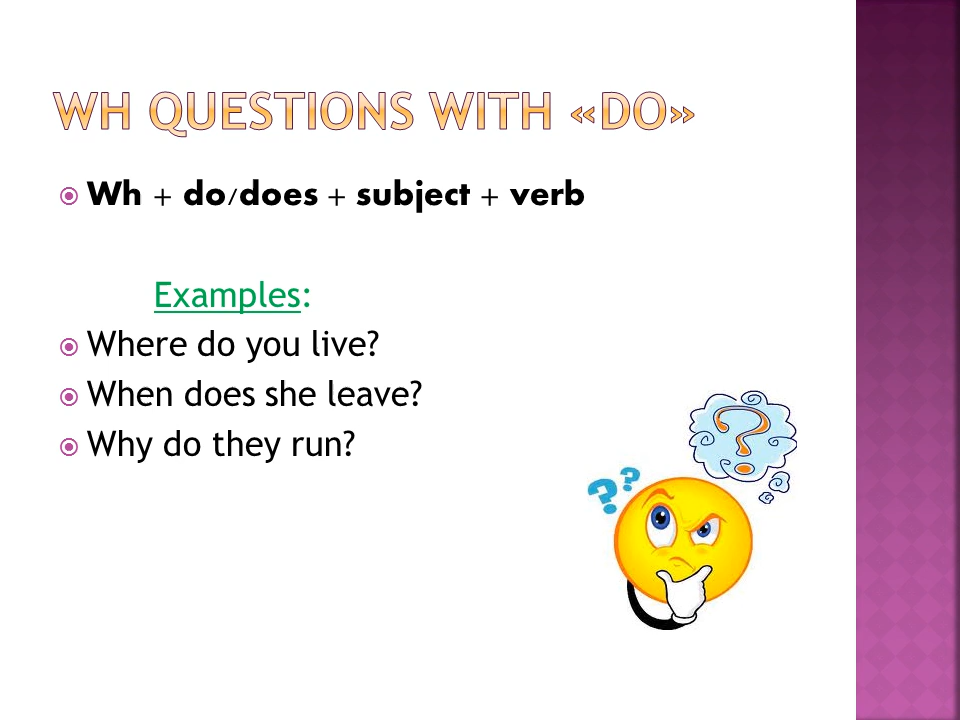 WH QUESTIONS WITH «DO»
Wh + do/does + subject + verb
Examples:
Where do you live?
When does she leave?
Why do they run?
?
? ?